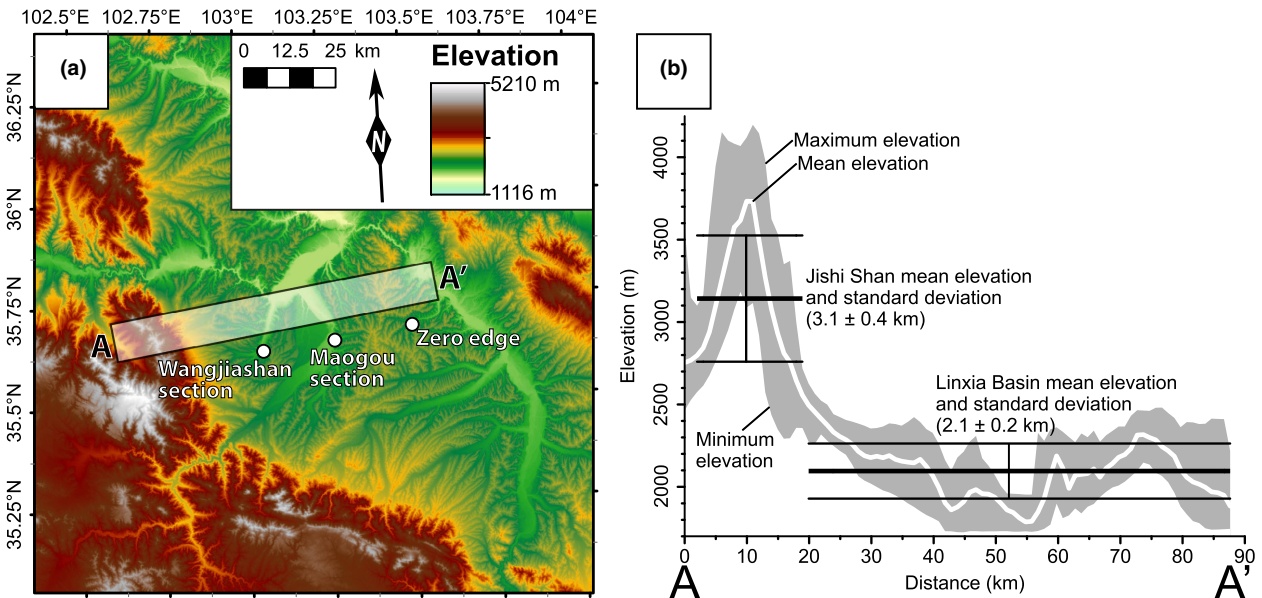 102.5°E 102.75°E 103°E 103.25°E 103.5°E 103.75°E 104°E
(a)
0 12.5 25 km
N
Elevation
5210 m
1116 m
36.25°N
36°N
35.75°N
35.5°N
35.25°N
A
A'
Wangjiashan
section
Maogou
section
Zero edge
(b)
Elevation (m)
4000
3500
3000
2500
2000
Maximum elevation
Mean elevation
Jishi Shan mean elevation
and standard deviation
(3.1 ± 0.4 km)
Linxia Basin mean elevation
and standard deviation
(2.1 ± 0.2 km)
Minimum
elevation
0 10 20 30 40 50 60 70 80 90
A
Distance (km)
A'